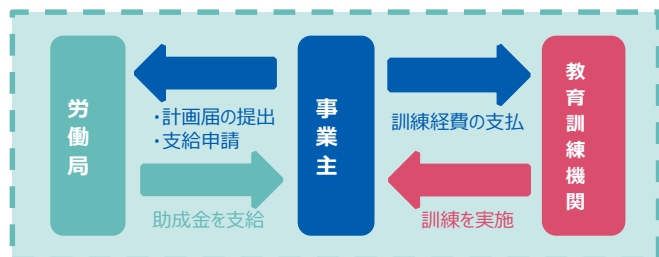 労働局
・計画届の提出
・支給申請
助成金を支給
事業主
訓練経費の支払
訓練を実施
教育訓練機関